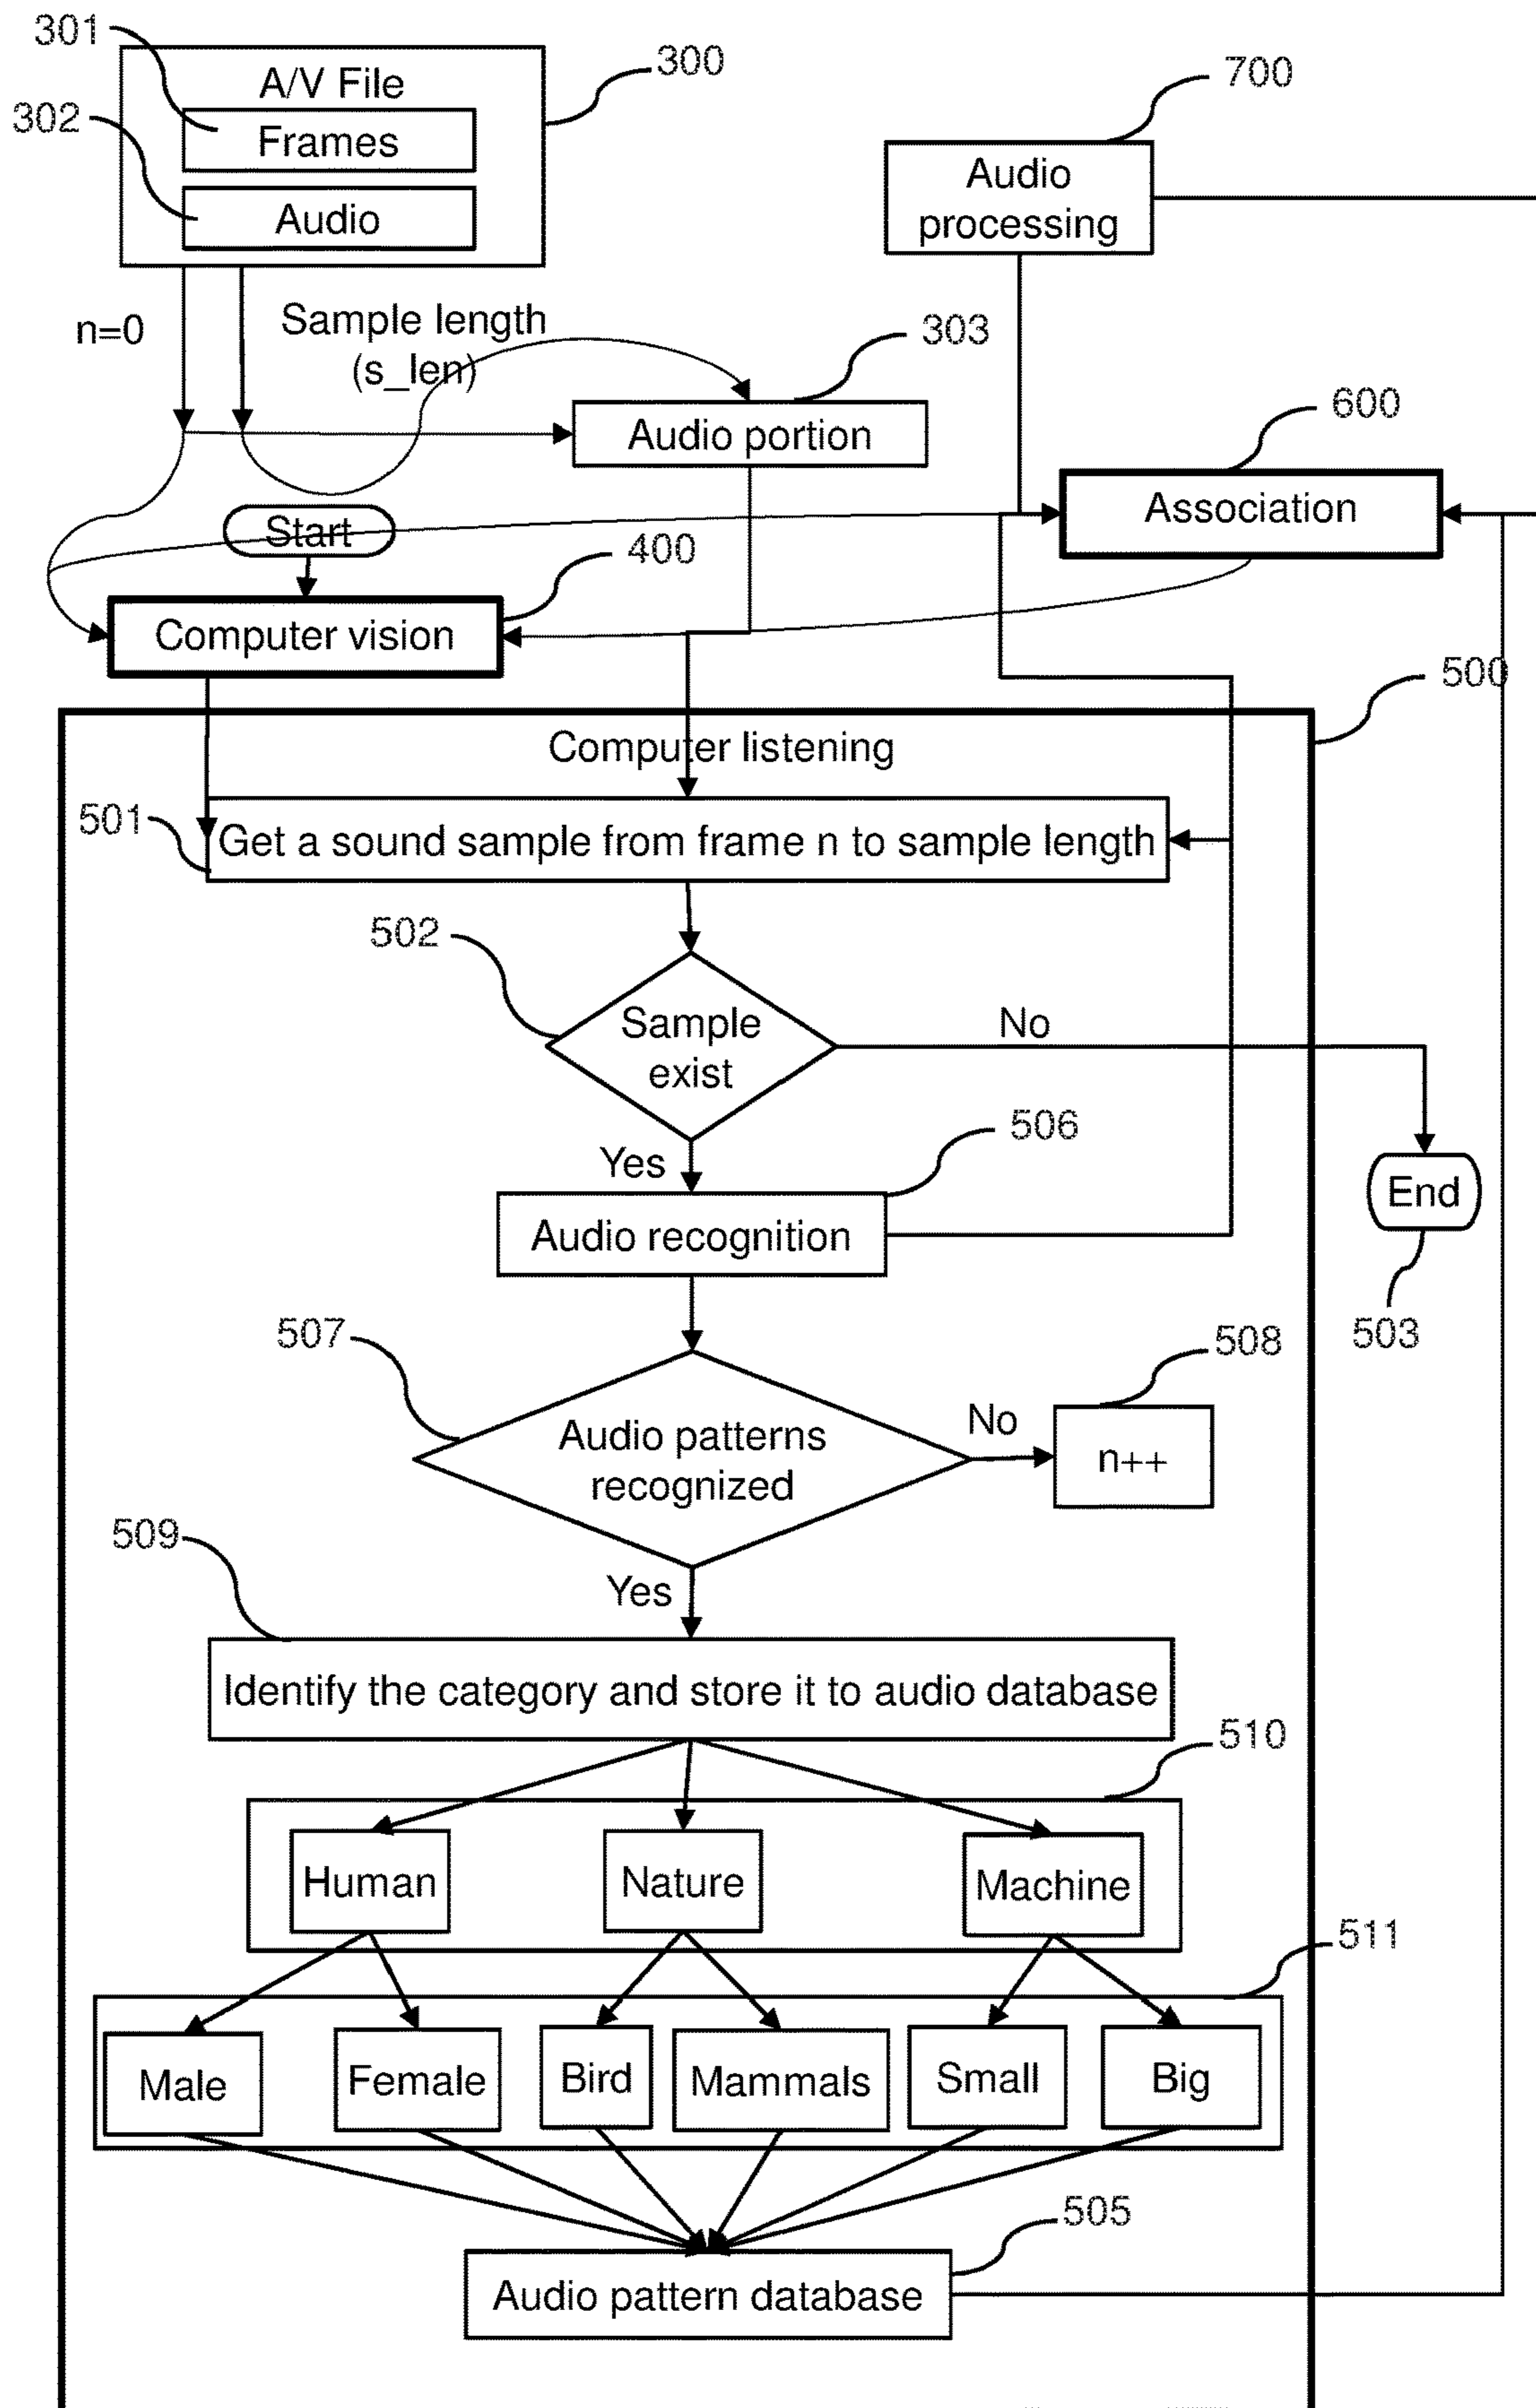 301
A/V File
300
302
Frames
Audio
700
Audio
processing
n=0
Sample length
(s_len)
303
Audio portion
600
Association
Start
400
Computer vision
500
Computer listening
501
Get a sound sample from frame n to sample length
502
Sample
exist
No
Yes
506
Audio recognition
End
503
507
Audio patterns
recognized
No
508
n++
509
Yes
Identify the category and store it to audio database
510
Human
Nature
Machine
511
Male
Female
Bird
Mammals
Small
Big
505
Audio pattern database